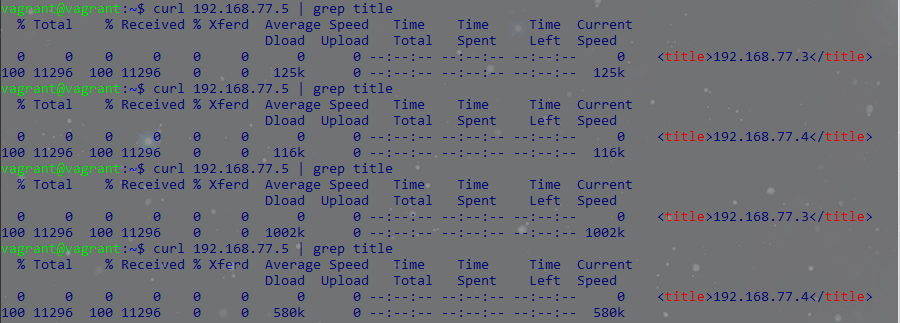 vagrant@vagrant:~$ curl 192.168.77.5 | grep title
  % Total    % Received % Xferd  Average Speed   Time    Time     Time  Current
                                 Dload  Upload   Total   Spent    Left  Speed
  0     0    0     0    0     0      0      0 --:--:-- --:--:-- --:--:--     0    <title>192.168.77.3</title>
100 11296  100 11296    0     0   125k      0 --:--:-- --:--:-- --:--:--  125k
vagrant@vagrant:~$ curl 192.168.77.5 | grep title
  % Total    % Received % Xferd  Average Speed   Time    Time     Time  Current
                                 Dload  Upload   Total   Spent    Left  Speed
  0     0    0     0    0     0      0      0 --:--:-- --:--:-- --:--:--     0    <title>192.168.77.4</title>
100 11296  100 11296    0     0   116k      0 --:--:-- --:--:-- --:--:--  116k
vagrant@vagrant:~$ curl 192.168.77.5 | grep title
  % Total    % Received % Xferd  Average Speed   Time    Time     Time  Current
                                 Dload  Upload   Total   Spent    Left  Speed
  0     0    0     0    0     0      0      0 --:--:-- --:--:-- --:--:--     0    <title>192.168.77.3</title>
100 11296  100 11296    0     0  1002k      0 --:--:-- --:--:-- --:--:-- 1002k
vagrant@vagrant:~$ curl 192.168.77.5 | grep title
  % Total    % Received % Xferd  Average Speed   Time    Time     Time  Current
                                 Dload  Upload   Total   Spent    Left  Speed
  0     0    0     0    0     0      0      0 --:--:-- --:--:-- --:--:--     0    <title>192.168.77.4</title>
100 11296  100 11296    0     0   580k      0 --:--:-- --:--:-- --:--:--  580k